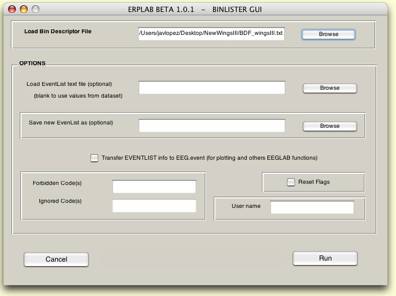 ERPLAB BETA 1.0.1 - BINLISTER GUI
Load Bin Descriptor File
/Users/javlopez/Desktop/NewWingsIII/BDF_wingsIII.txt
Browse
OPTIONS
Load EventList text file (optional)
(blank to use values from dataset)
Browse
Save new EvenList as (optional)
Browse
Transfer EVENTLIST info to EEG.event (for plotting and others EEGLAB functions)
Forbidden Code(s)
Reset Flags
Ignored Code(s)
User name
Cancel
Run